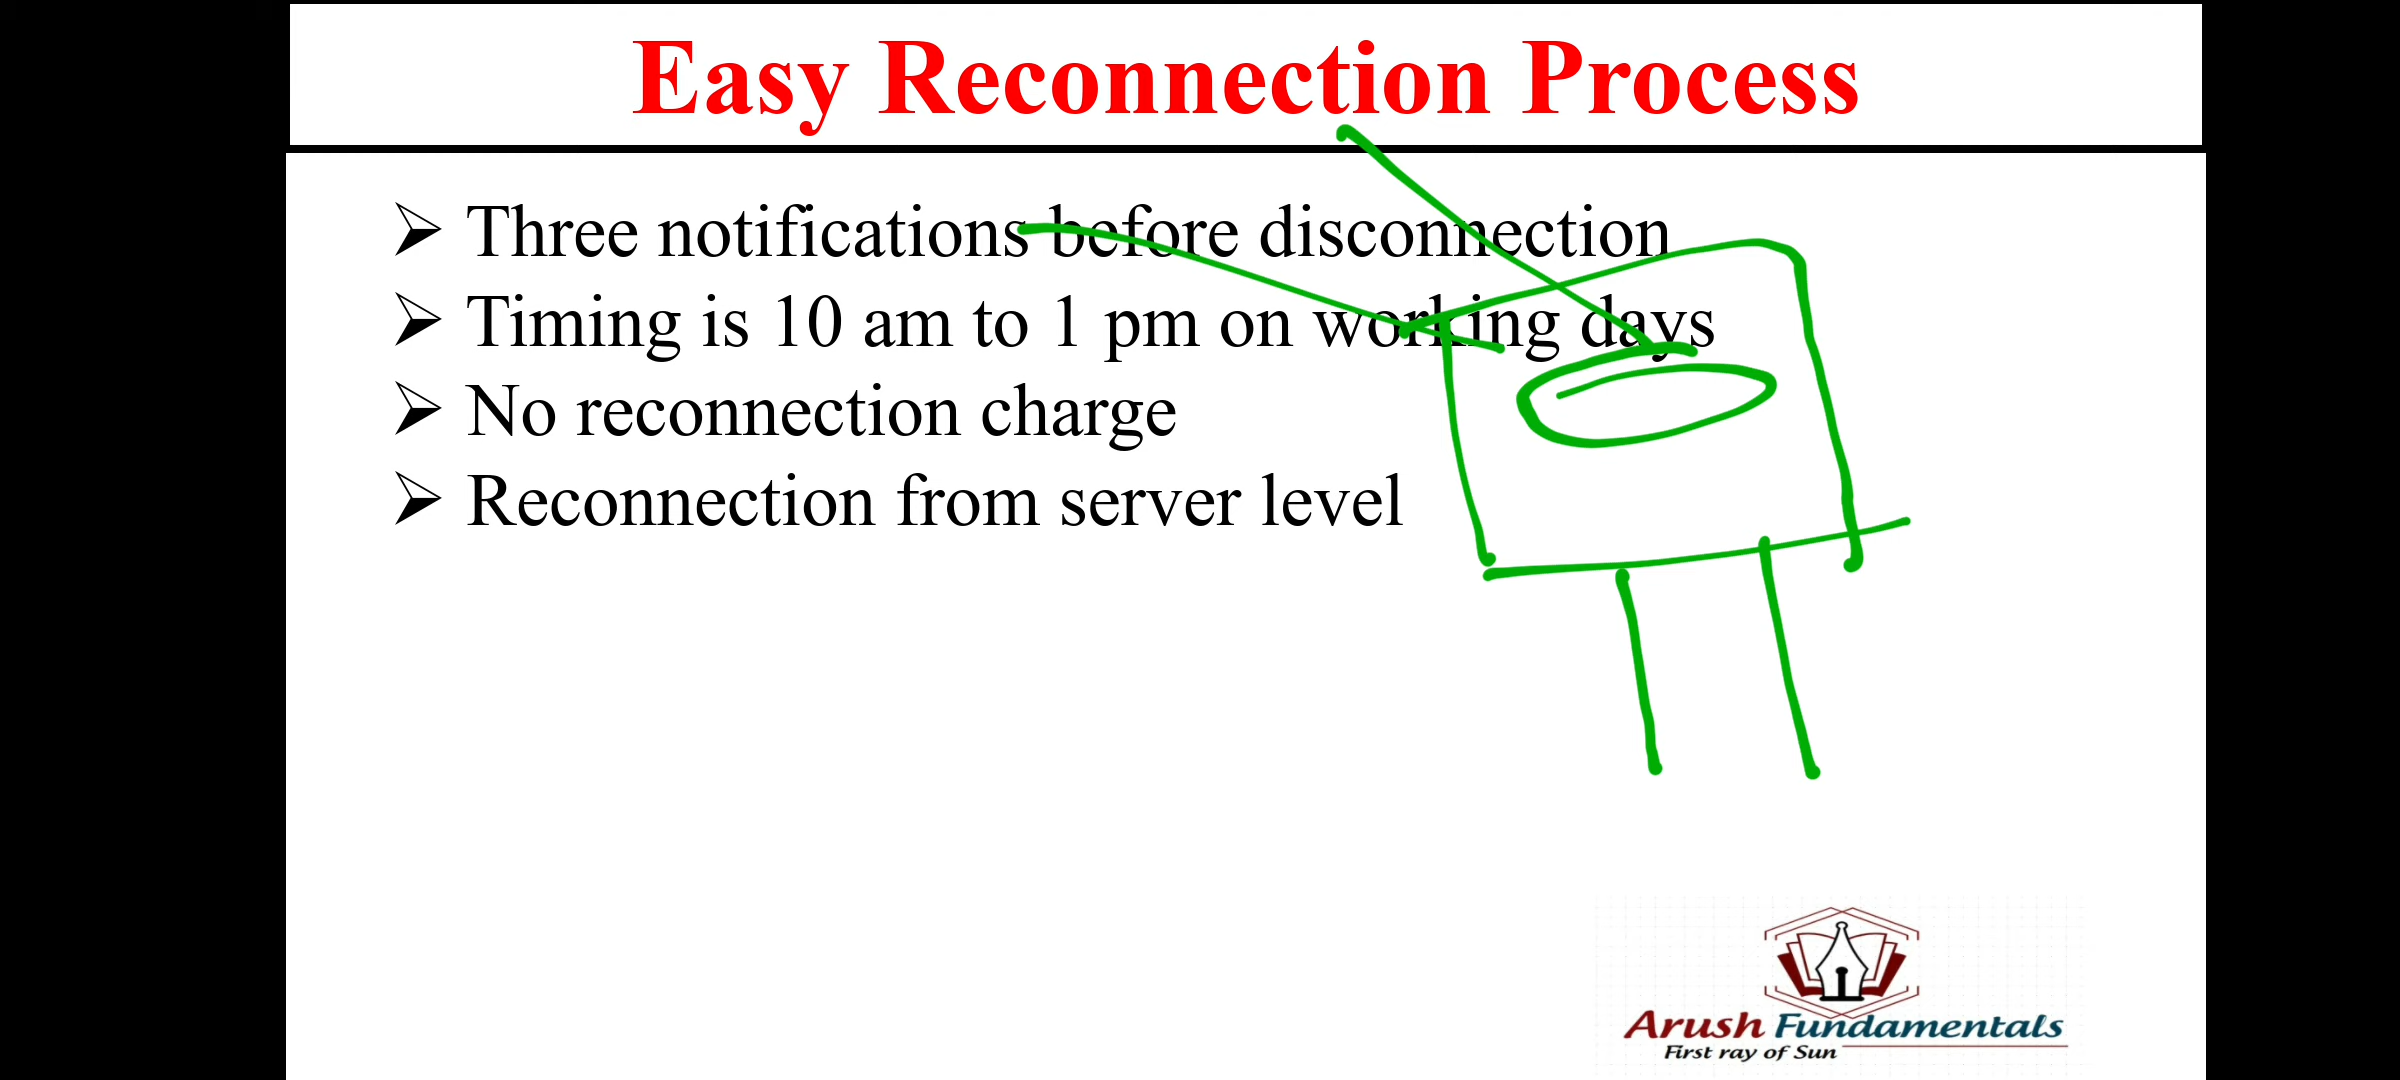 Easy Reconnection Process
Three notifications before disconnection
Timing is 10 am to 1 pm on working days
No reconnection charge
Reconnection from server level
Arush Fundamentals
First ray of Sun